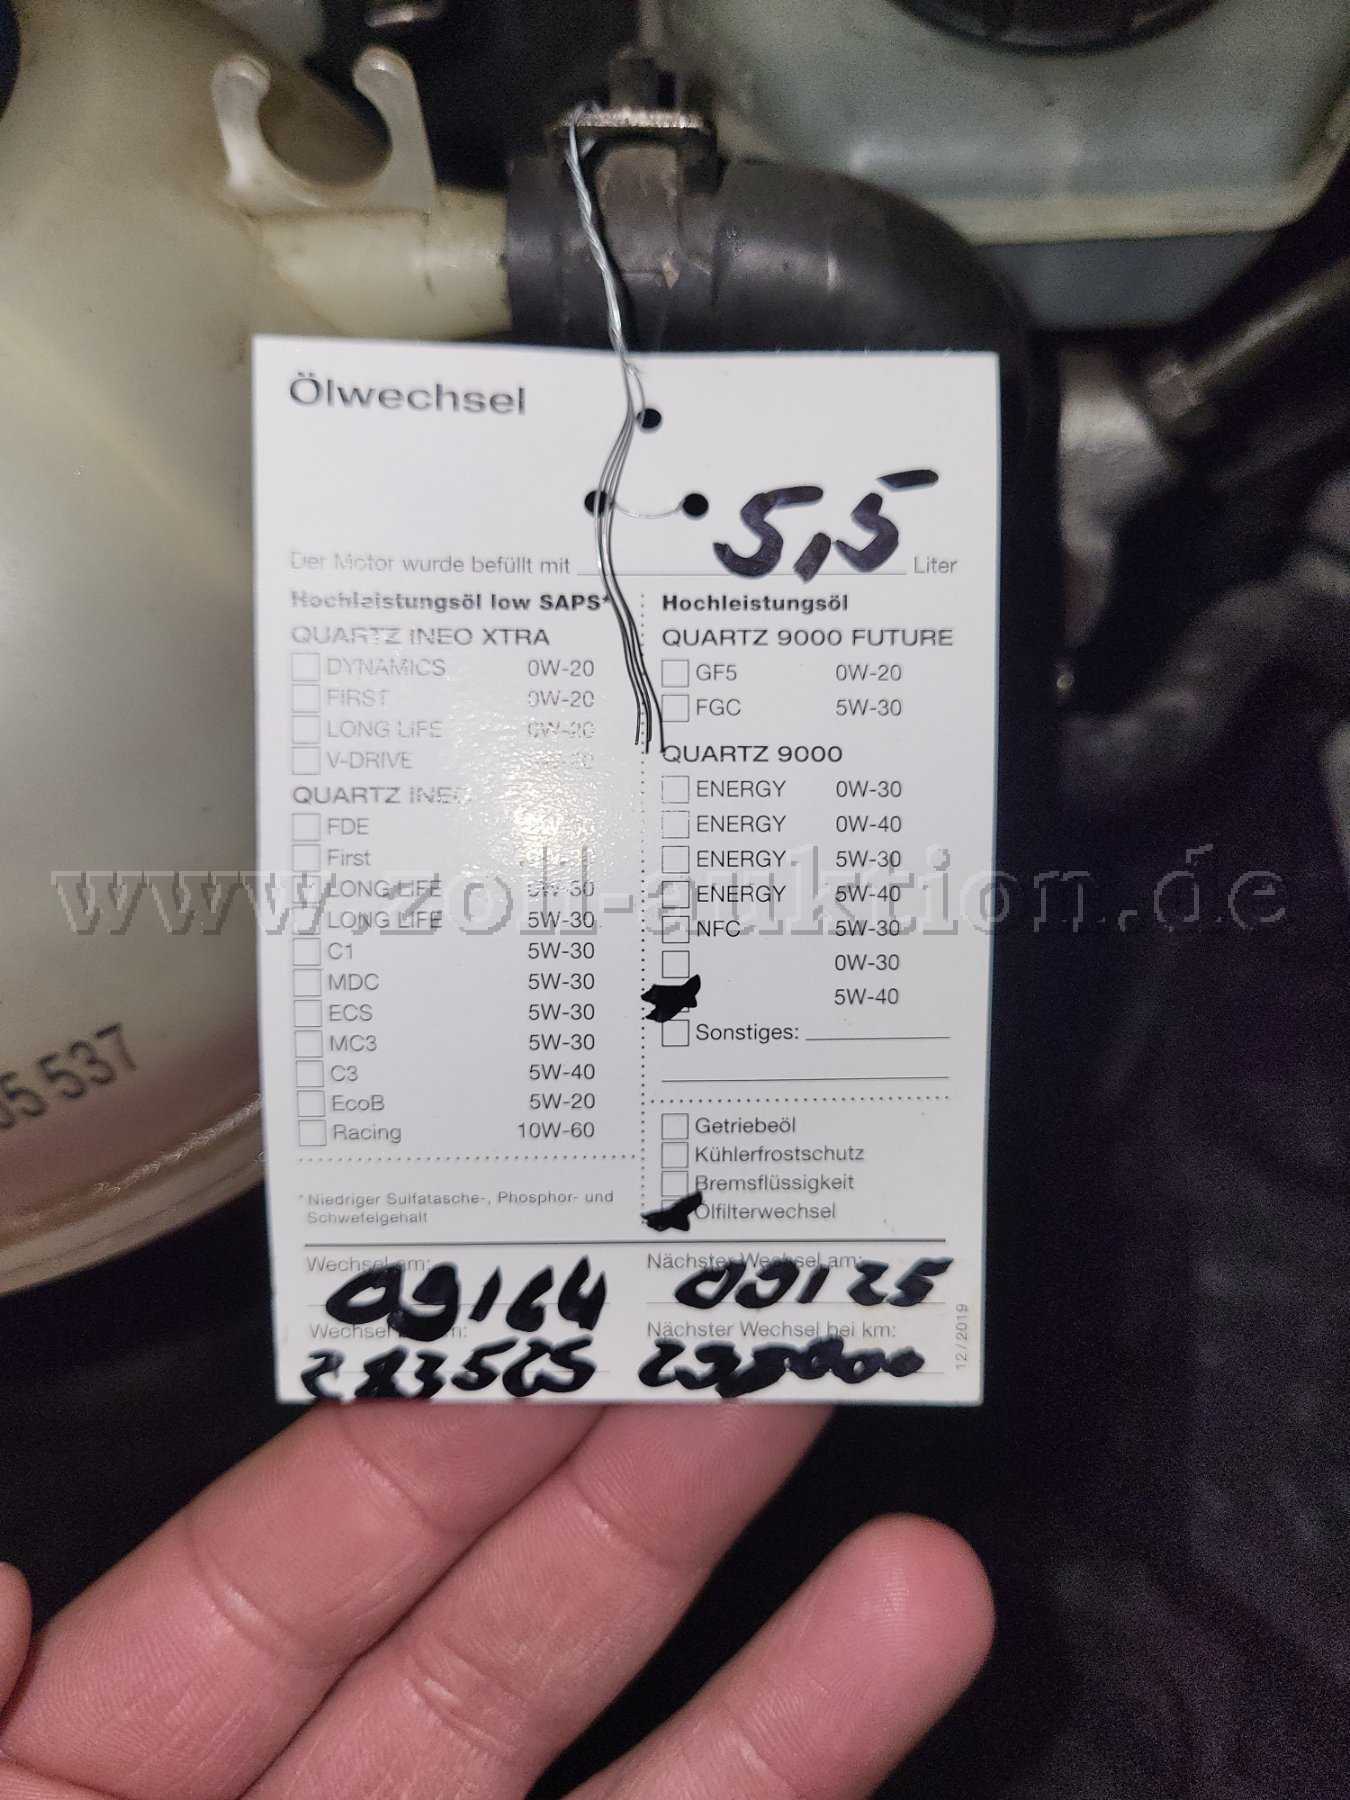 Ölwechsel
Der Motor wurde befüllt mit 5,5 Liter
Hochleistungsöl low SAPS*
QUARTZ INEO XTRA
DYNAMICS 0W-20
FIRST 0W-20
LONG LIFE 0W-20
V-DRIVE
QUARTZ INEO
FDE
First
LONG LIFE 0W-30
LONG LIFE 5W-30
C1 5W-30
MDC 5W-30
ECS 5W-30
MC3 5W-30
C3 5W-40
EcoB 5W-20
Racing 10W-60
*Niedriger Sulfatasche-, Phosphor- und
Schwefelgehalt
Hochleistungsöl
QUARTZ 9000 FUTURE
GF5 0W-20
FGC 5W-30
QUARTZ 9000
ENERGY 0W-30
ENERGY 0W-40
ENERGY 5W-30
ENERGY 5W-40
NFC 5W-30
0W-30
5W-40
Sonstiges:
Getriebeöl
Kühlerfrostschutz
Bremsflüssigkeit
Ölfilterwechsel
Wechsel am:
Nächster Wechsel am:
09/25
Wechsel
283525
Nächster Wechsel bei km:
12/2019
537
www.zoll-auktion.de